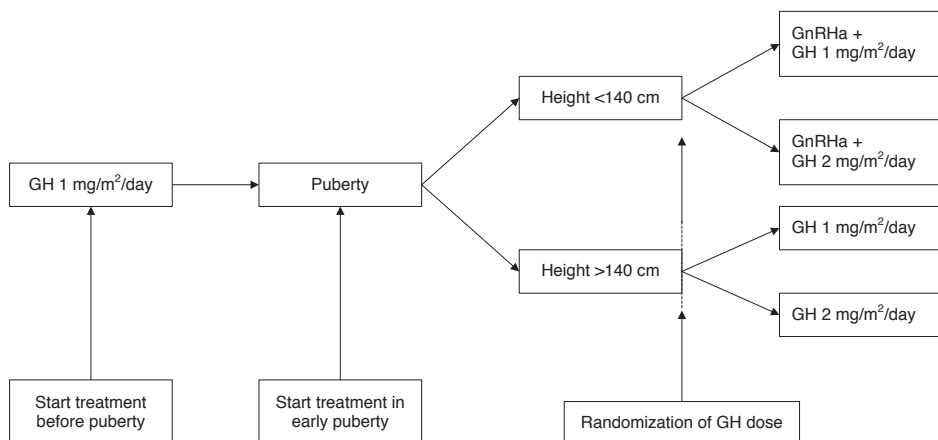 GnRHa +
GH 1 mg/m²/day
Height <140 cm
GnRHa +
GH 2 mg/m²/day
GH 1 mg/m²/day
Puberty
GH 1 mg/m²/day
Height >140 cm
GH 2 mg/m²/day
Start treatment
before puberty
Start treatment in
early puberty
Randomization of GH dose